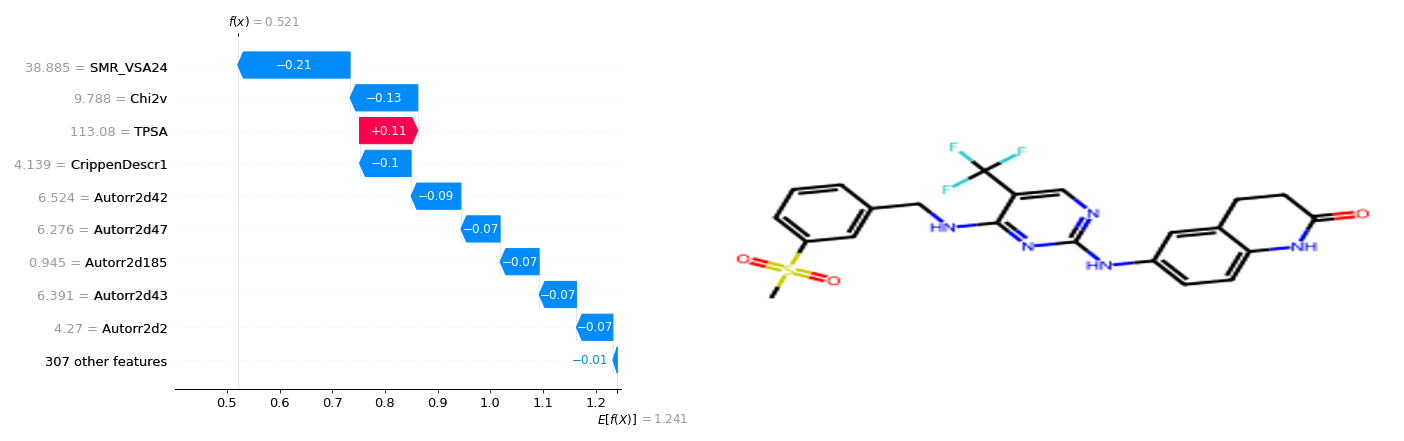 f(x) = 0.521
38.885 = SMR_VSA24
−0.21
9.788 = Chi2v
−0.13
113.08 = TPSA
+0.11
4.139 = CrippenDescr1
−0.1
6.524 = Autorr2d42
−0.09
6.276 = Autorr2d47
−0.07
0.945 = Autorr2d185
−0.07
6.391 = Autorr2d43
−0.07
4.27 = Autorr2d2
−0.07
307 other features
−0.01
0.5 0.6 0.7 0.8 0.9 1.0 1.1 1.2
E[f(X)] = 1.241
F F
F
N
HN
N
HN
O
NH
O
S
O